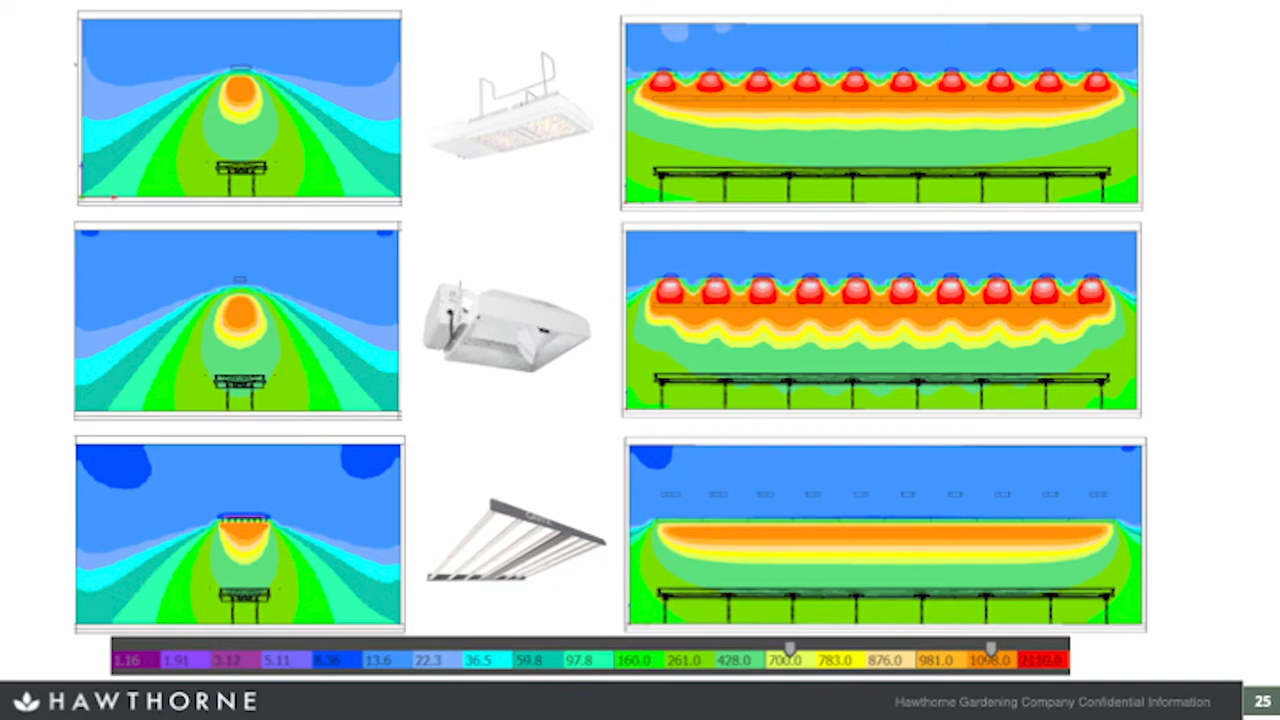 1.16 1.91 3.12 5.11 8.36 13.6 22.3 36.5 59.8 97.8 160.0 261.0 428.0 700.0 783.0 876.0 981.0 1098.0 2110.0
HAWTHORNE
Hawthorne Gardening Company Confidential Information
25